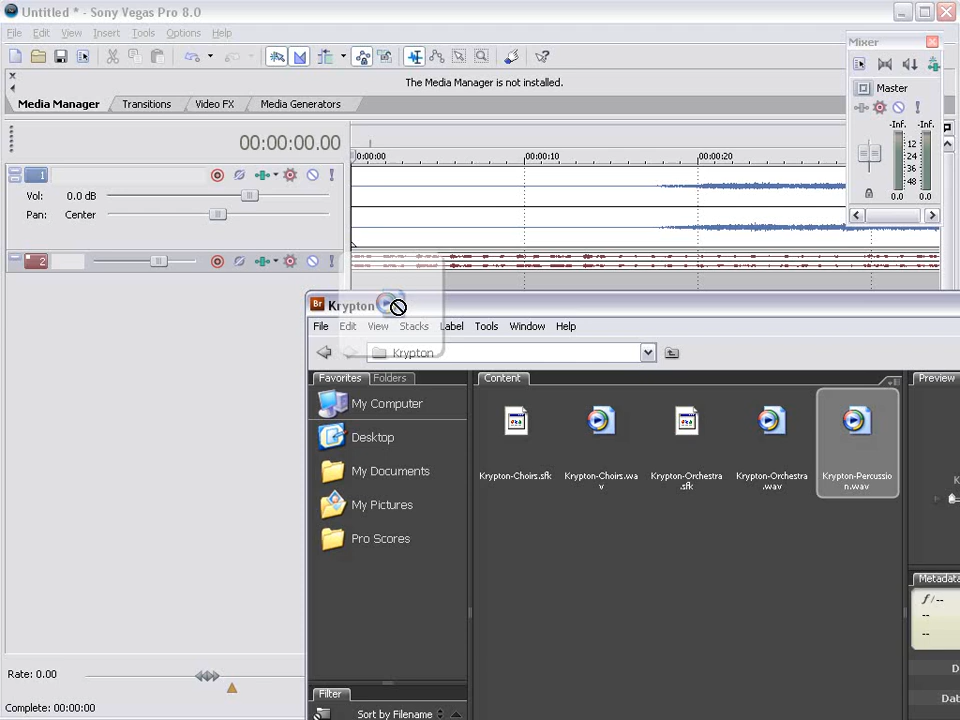 Untitled * - Sony Vegas Pro 8.0
File Edit View Insert Tools Options Help
Mixer
The Media Manager is not installed.
Media Manager Transitions Video FX Media Generators
Master
-Inf. -Inf.
12
24
36
48
0.0 0.0
00:00:00.00
0:00:00 00:00:10 00:00:20
1
Vol: 0.0 dB
Pan: Center
2
Br Krypton
File Edit View Stacks Label Tools Window Help
Krypton
Favorites Folders
Content
Preview
My Computer
Desktop
My Documents
My Pictures
Pro Scores
Krypton-Choirs.sfk
Krypton-Choirs.wa
v
Krypton-Orchestra
.sfk
Krypton-Orchestra
.wav
Krypton-Percussio
n.wav
K
Metadata
f/--
--
--
D
Dat
Rate: 0.00
Complete: 00:00:00
Filter
Sort by Filename